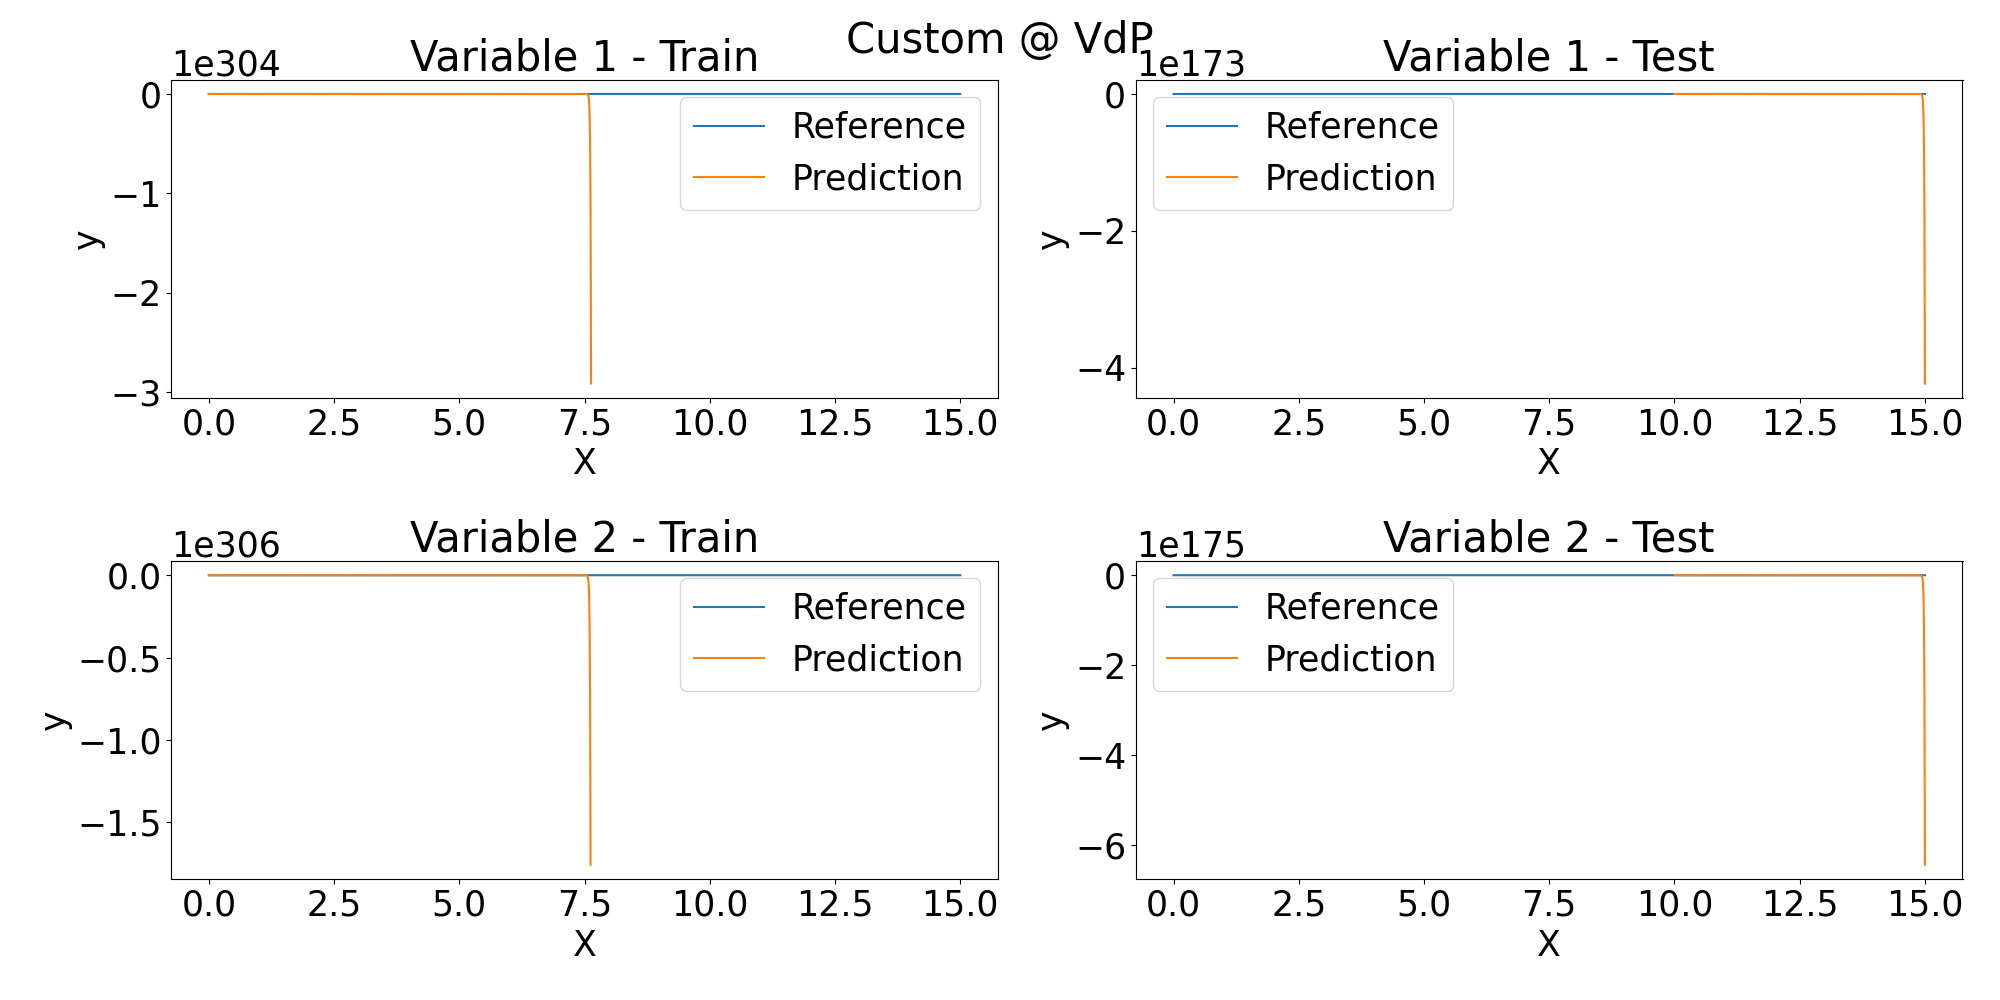 Custom @ VdP
Variable 1 - Train
1e304
0
−1
−2
−3
y
0.0 2.5 5.0 7.5 10.0 12.5 15.0
X
Reference
Prediction
Variable 1 - Test
1e173
0
−2
−4
y
0.0 2.5 5.0 7.5 10.0 12.5 15.0
X
Reference
Prediction
Variable 2 - Train
1e306
0.0
−0.5
−1.0
−1.5
y
0.0 2.5 5.0 7.5 10.0 12.5 15.0
X
Reference
Prediction
Variable 2 - Test
1e175
0
−2
−4
−6
y
0.0 2.5 5.0 7.5 10.0 12.5 15.0
X
Reference
Prediction